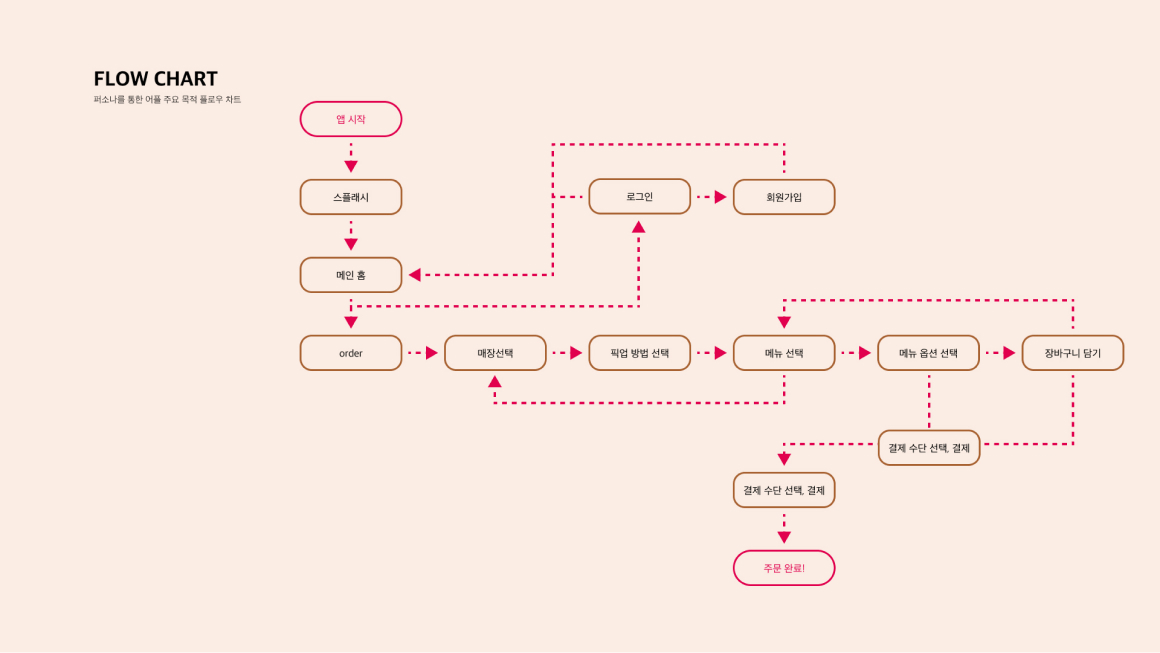 FLOW CHART
퍼소나를 통한 어플 주요 목적 플로우 차트
앱 시작
스플래시
로그인
회원가입
메인 홈
order
매장선택
픽업 방법 선택
메뉴 선택
메뉴 옵션 선택
장바구니 담기
결제 수단 선택, 결제
결제 수단 선택, 결제
주문 완료!